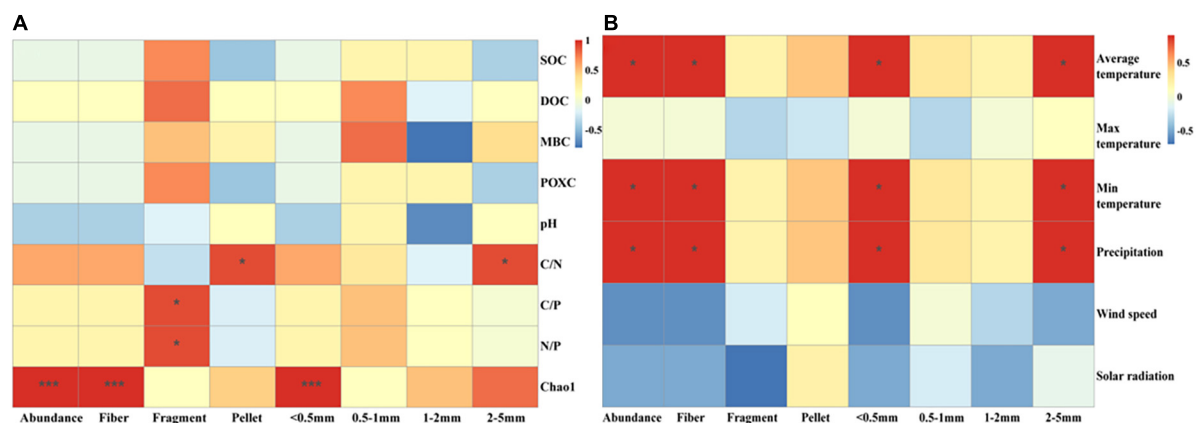 A
SOC
DOC
MBC
POXC
pH
C/N
* *
C/P
*
N/P
*
Chao1
*** *** ***
Abundance Fiber Fragment Pellet <0.5mm 0.5-1mm 1-2mm 2-5mm
1
0.5
0
-0.5
B
Average
temperature
* * * *
Max
temperature
Min
temperature
* * * *
Precipitation
* * * *
Wind speed
Solar radiation
Abundance Fiber Fragment Pellet <0.5mm 0.5-1mm 1-2mm 2-5mm
0.5
0
-0.5